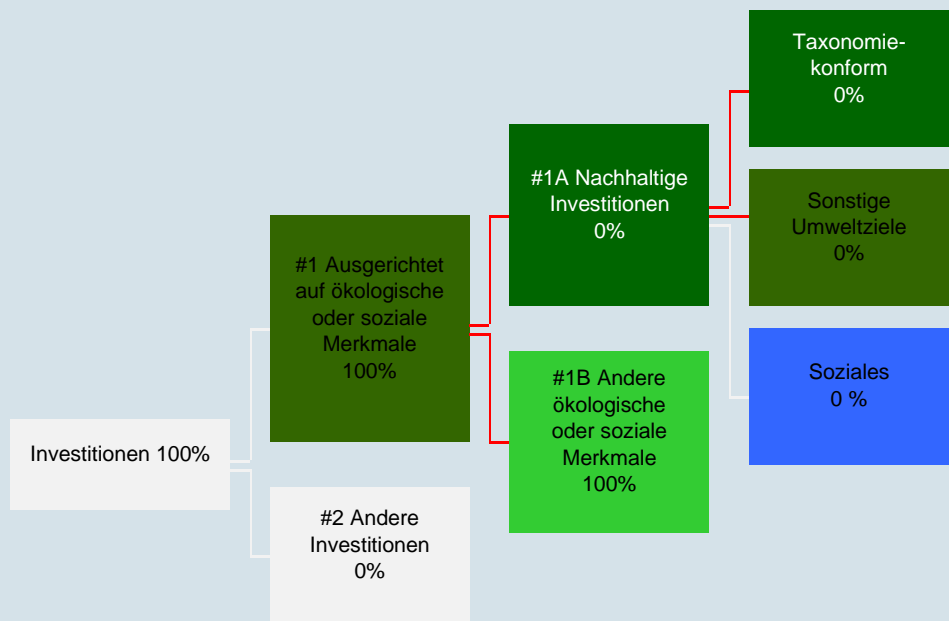 Investitionen 100%
#1 Ausgerichtet
auf ökologische
oder soziale
Merkmale
100%
#2 Andere
Investitionen
0%
#1A Nachhaltige
Investitionen
0%
#1B Andere
ökologische
oder soziale
Merkmale
100%
Taxonomie-
konform
0%
Sonstige
Umweltziele
0%
Soziales
0 %